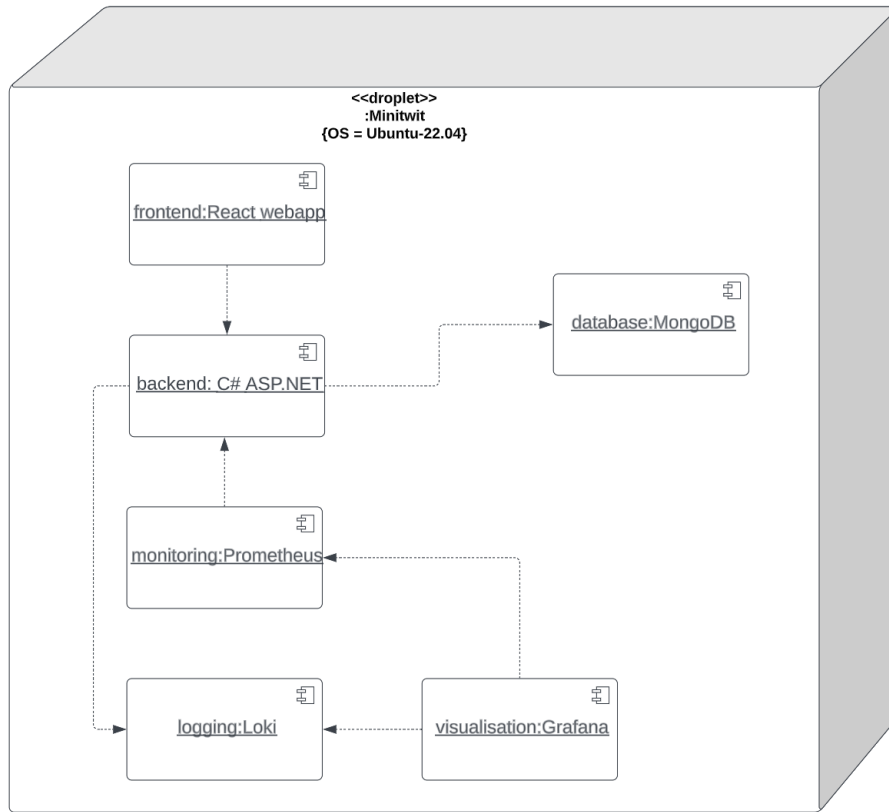 <<droplet>>
:Minitwit
{OS = Ubuntu-22.04}
frontend:React webapp
database:MongoDB
backend: C# ASP.NET
monitoring:Prometheus
logging:Loki
visualisation:Grafana